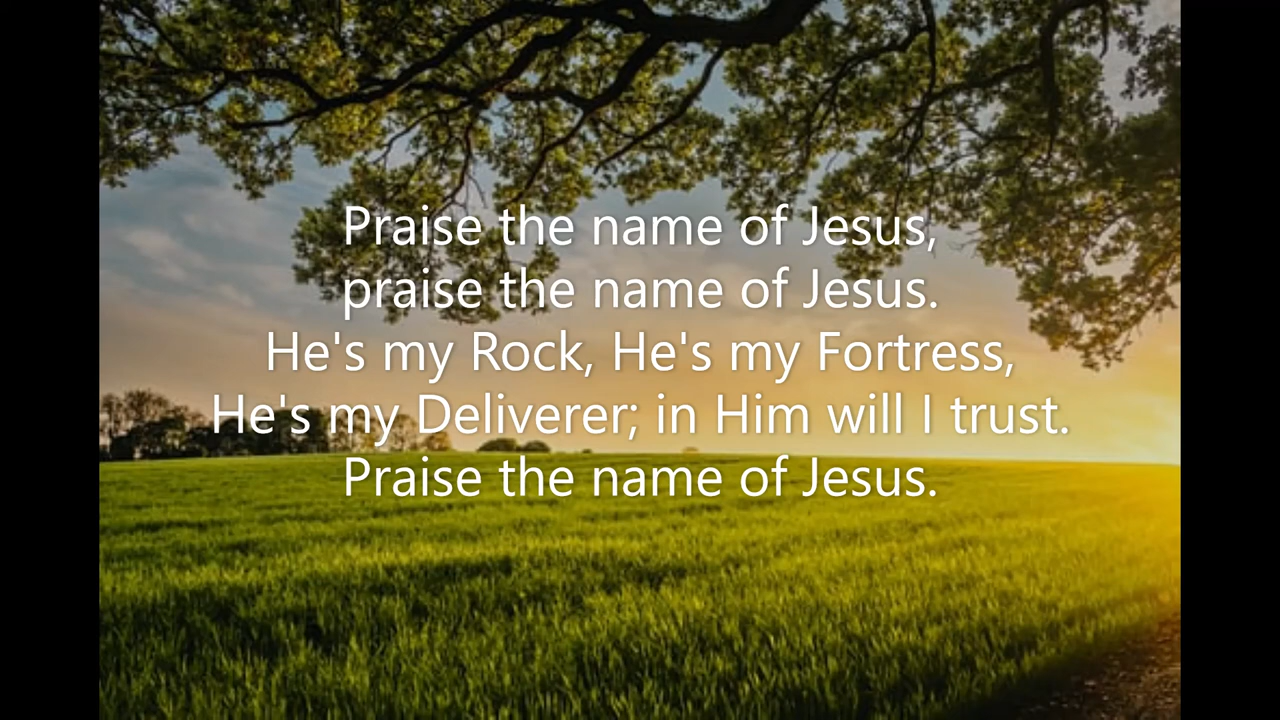 Praise the name of Jesus,
praise the name of Jesus.
He's my Rock, He's my Fortress,
He's my Deliverer; in Him will I trust.
Praise the name of Jesus.